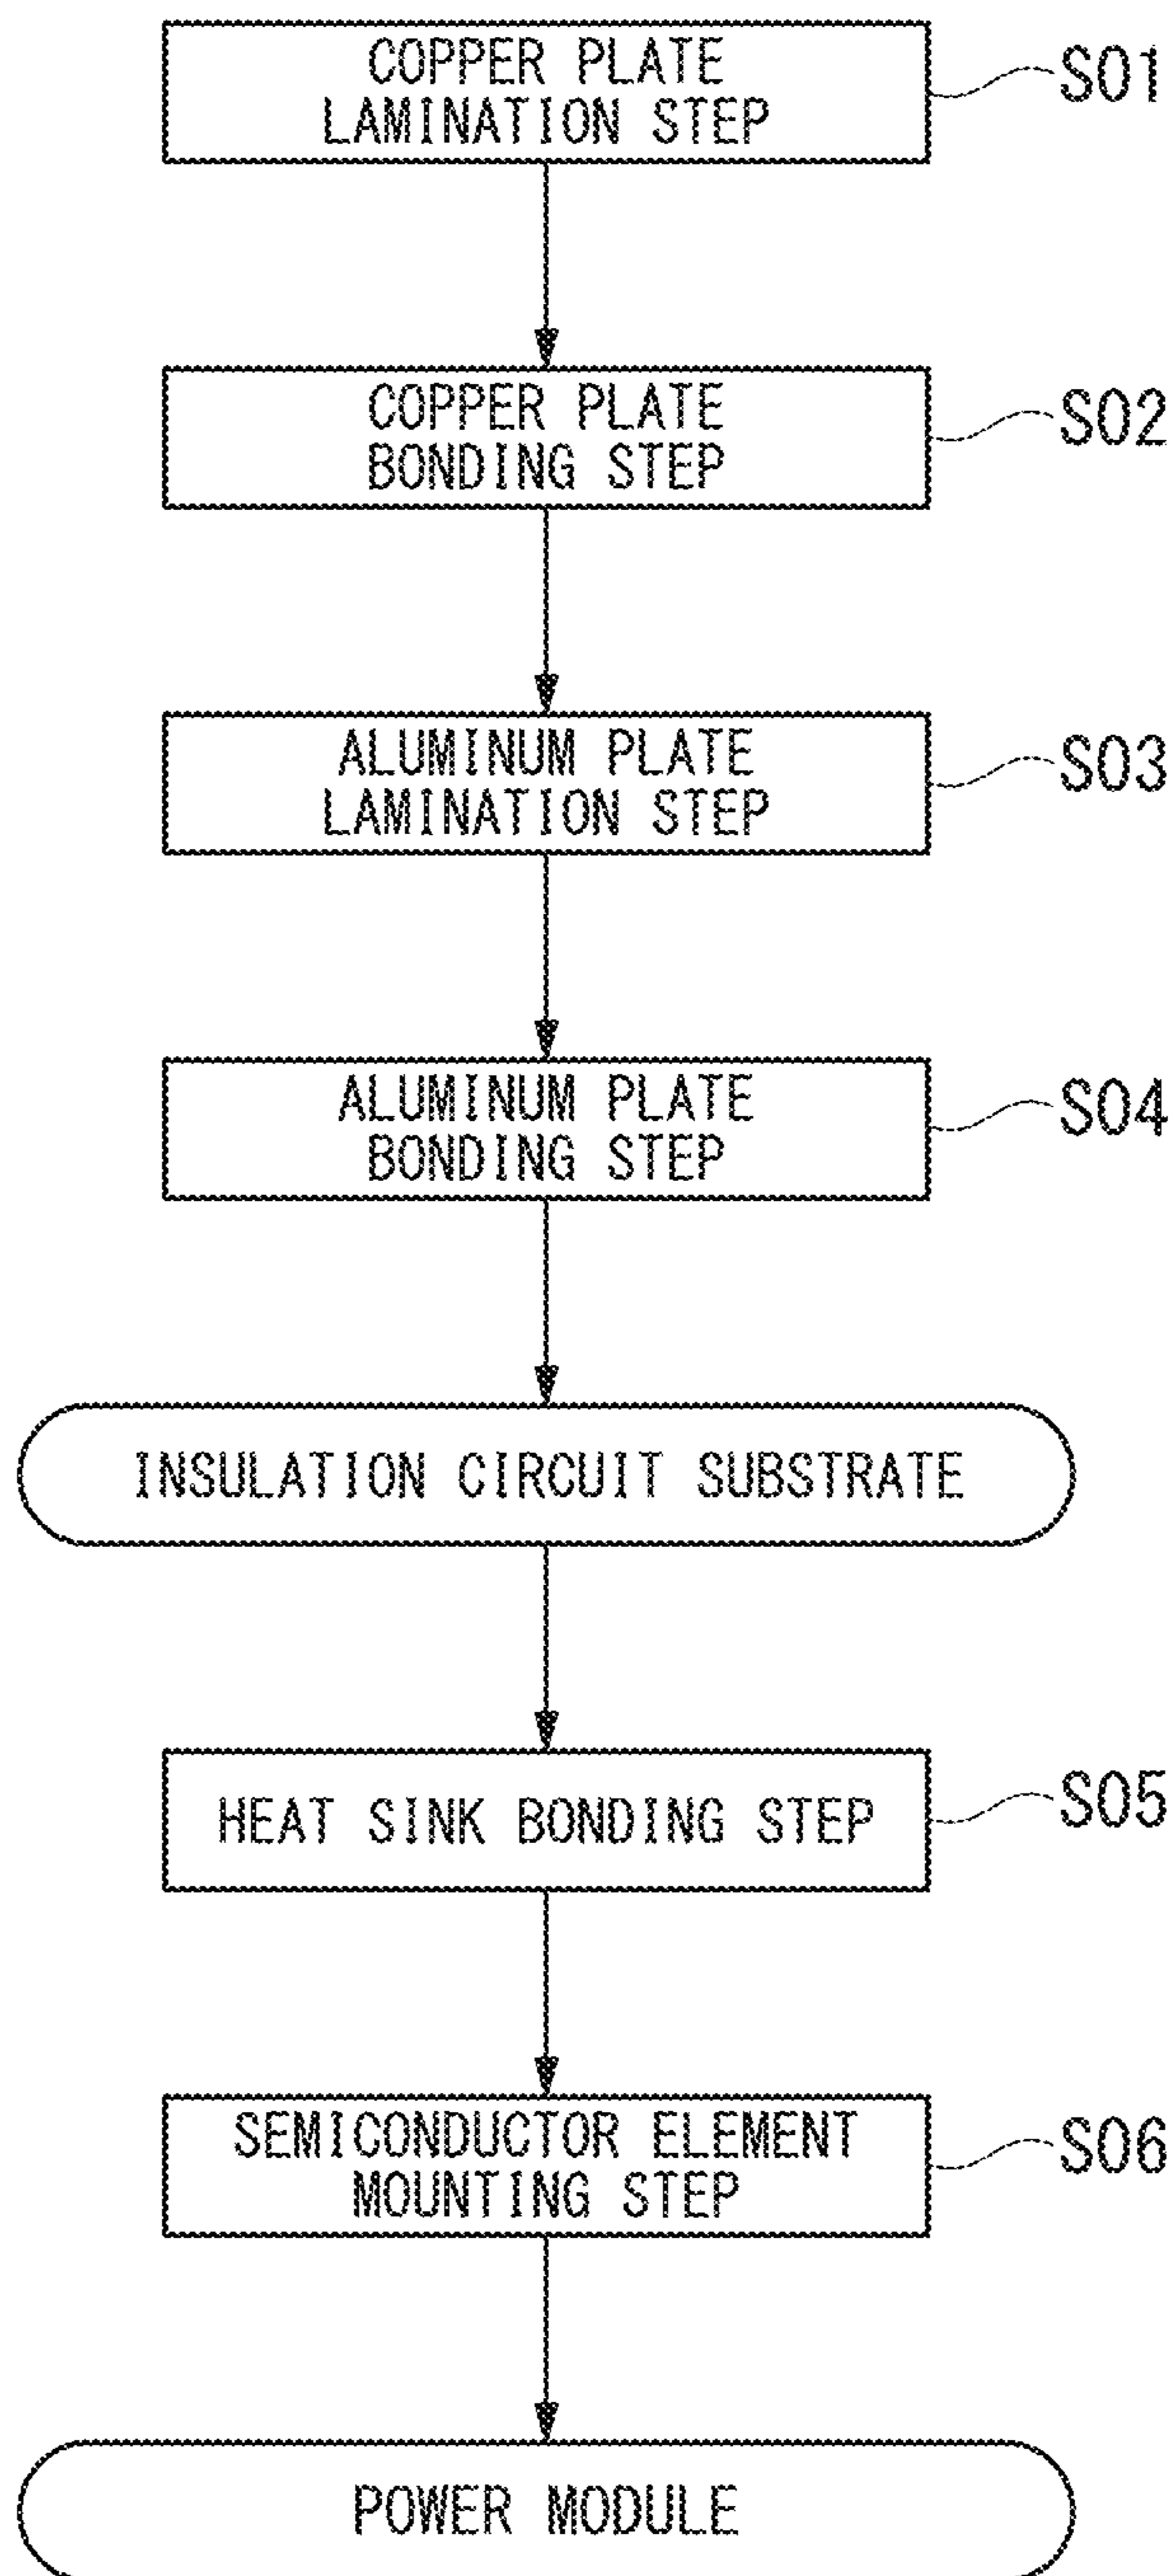 COPPER PLATE
LAMINATION STEP
S01
COPPER PLATE
BONDING STEP
S02
ALUMINUM PLATE
LAMINATION STEP
S03
ALUMINUM PLATE
BONDING STEP
S04
INSULATION CIRCUIT SUBSTRATE
HEAT SINK BONDING STEP
S05
SEMICONDUCTOR ELEMENT
MOUNTING STEP
S06
POWER MODULE